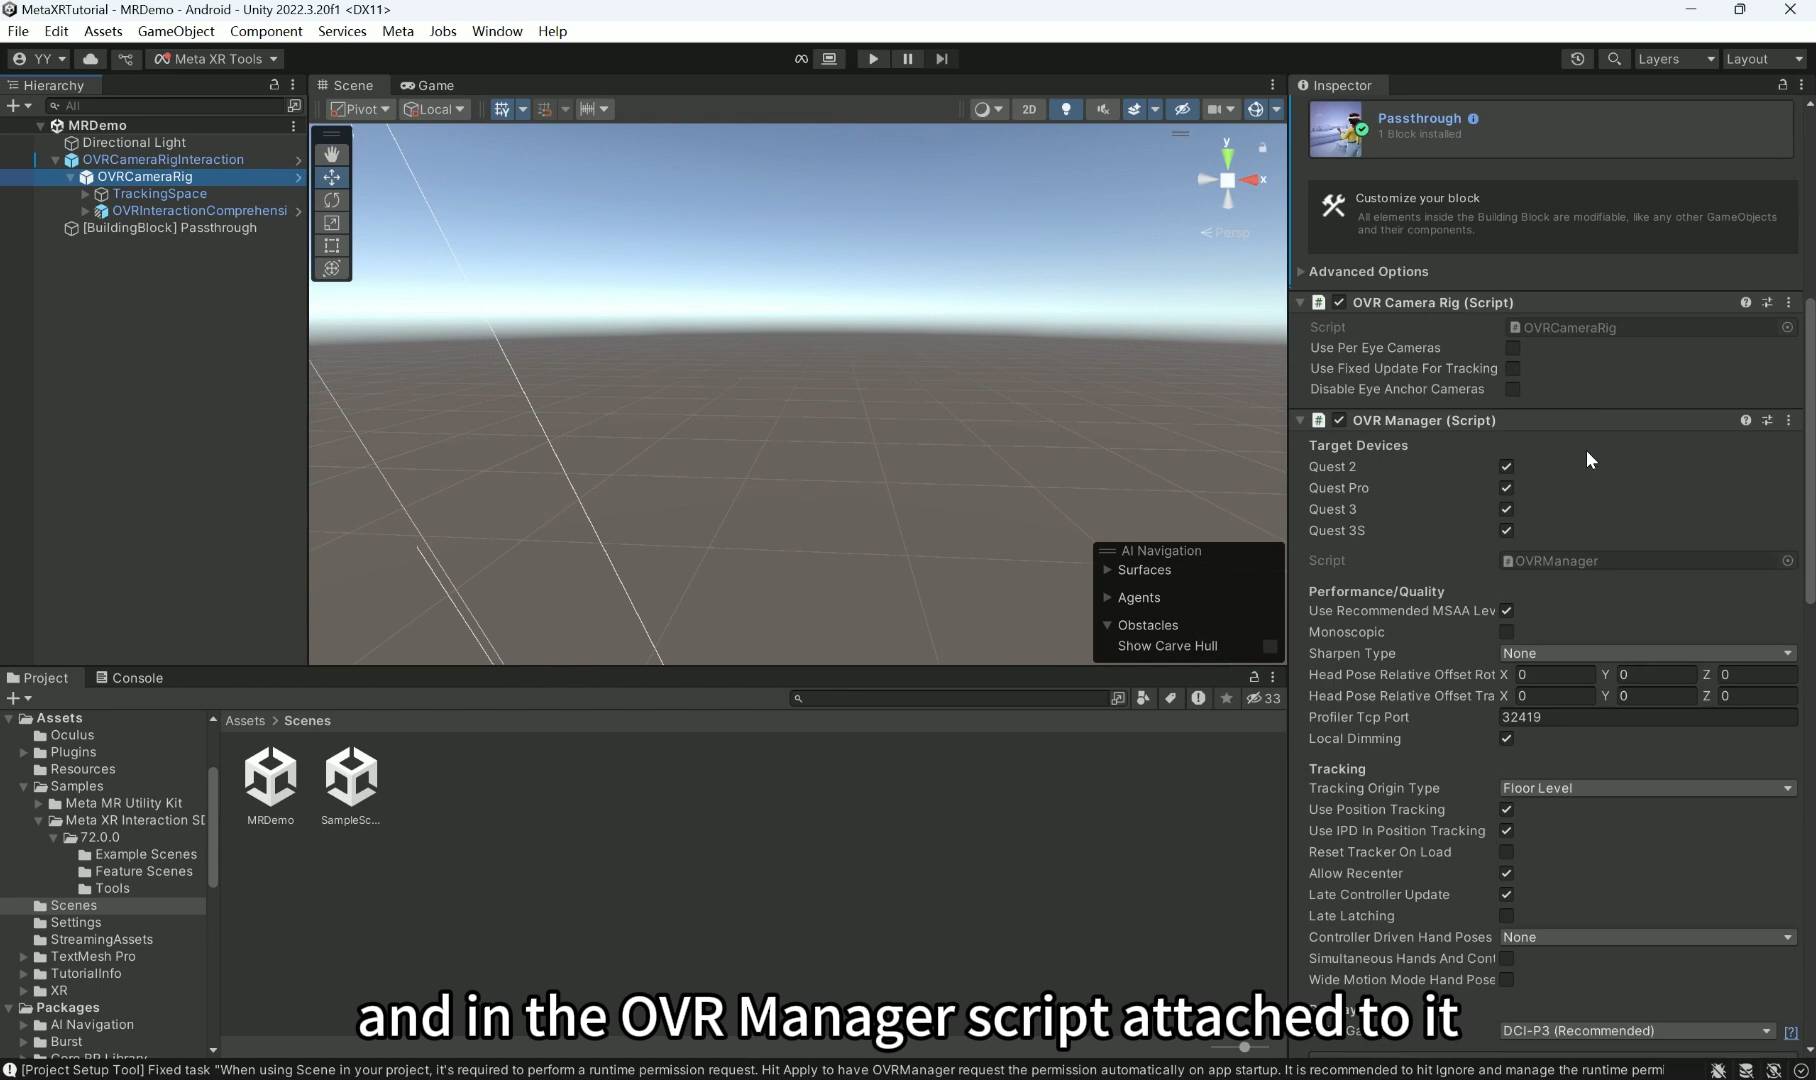 MetaXRTutorial - MRDemo - Android - Unity 2022.3.20f1 <DX11>
File Edit Assets GameObject Component Services Meta Jobs Window Help
YY Meta XR Tools Layers Layout
Hierarchy
All
MRDemo
Directional Light
OVRCameraRigInteraction
OVRCameraRig
TrackingSpace
OVRInteractionComprehensi
[BuildingBlock] Passthrough
Scene Game
Pivot Local 2D
y
x
Persp
AI Navigation
Surfaces
Agents
Obstacles
Show Carve Hull
Inspector
Passthrough
1 Block installed
Customize your block
All elements inside the Building Block are modifiable, like any other GameObjects
and their components.
Advanced Options
OVR Camera Rig (Script)
Script OVRCameraRig
Use Per Eye Cameras
Use Fixed Update For Tracking
Disable Eye Anchor Cameras
OVR Manager (Script)
Target Devices
Quest 2
Quest Pro
Quest 3
Quest 3S
Script OVRManager
Performance/Quality
Use Recommended MSAA Lev
Monoscopic
Sharpen Type None
Head Pose Relative Offset Rot X 0 Y 0 Z 0
Head Pose Relative Offset Tra X 0 Y 0 Z 0
Profiler Tcp Port 32419
Local Dimming
Tracking
Tracking Origin Type Floor Level
Use Position Tracking
Use IPD In Position Tracking
Reset Tracker On Load
Allow Recenter
Late Controller Update
Late Latching
Controller Driven Hand Poses None
Simultaneous Hands And Cont
Wide Motion Mode Hand Pose
DCI-P3 (Recommended) [?]
Project Console
33
Assets
Oculus
Plugins
Resources
Samples
Meta MR Utility Kit
Meta XR Interaction SD
72.0.0
Example Scenes
Feature Scenes
Tools
Scenes
Settings
StreamingAssets
TextMesh Pro
TutorialInfo
XR
Packages
AI Navigation
Burst
Core RP Library
Assets > Scenes
MRDemo SampleSc...
and in the OVR Manager script attached to it
[Project Setup Tool] Fixed task "When using Scene in your project, it's required to perform a runtime permission request. Hit Apply to have OVRManager request the permission automatically on app startup. It is recommended to hit Ignore and manage the runtime permi